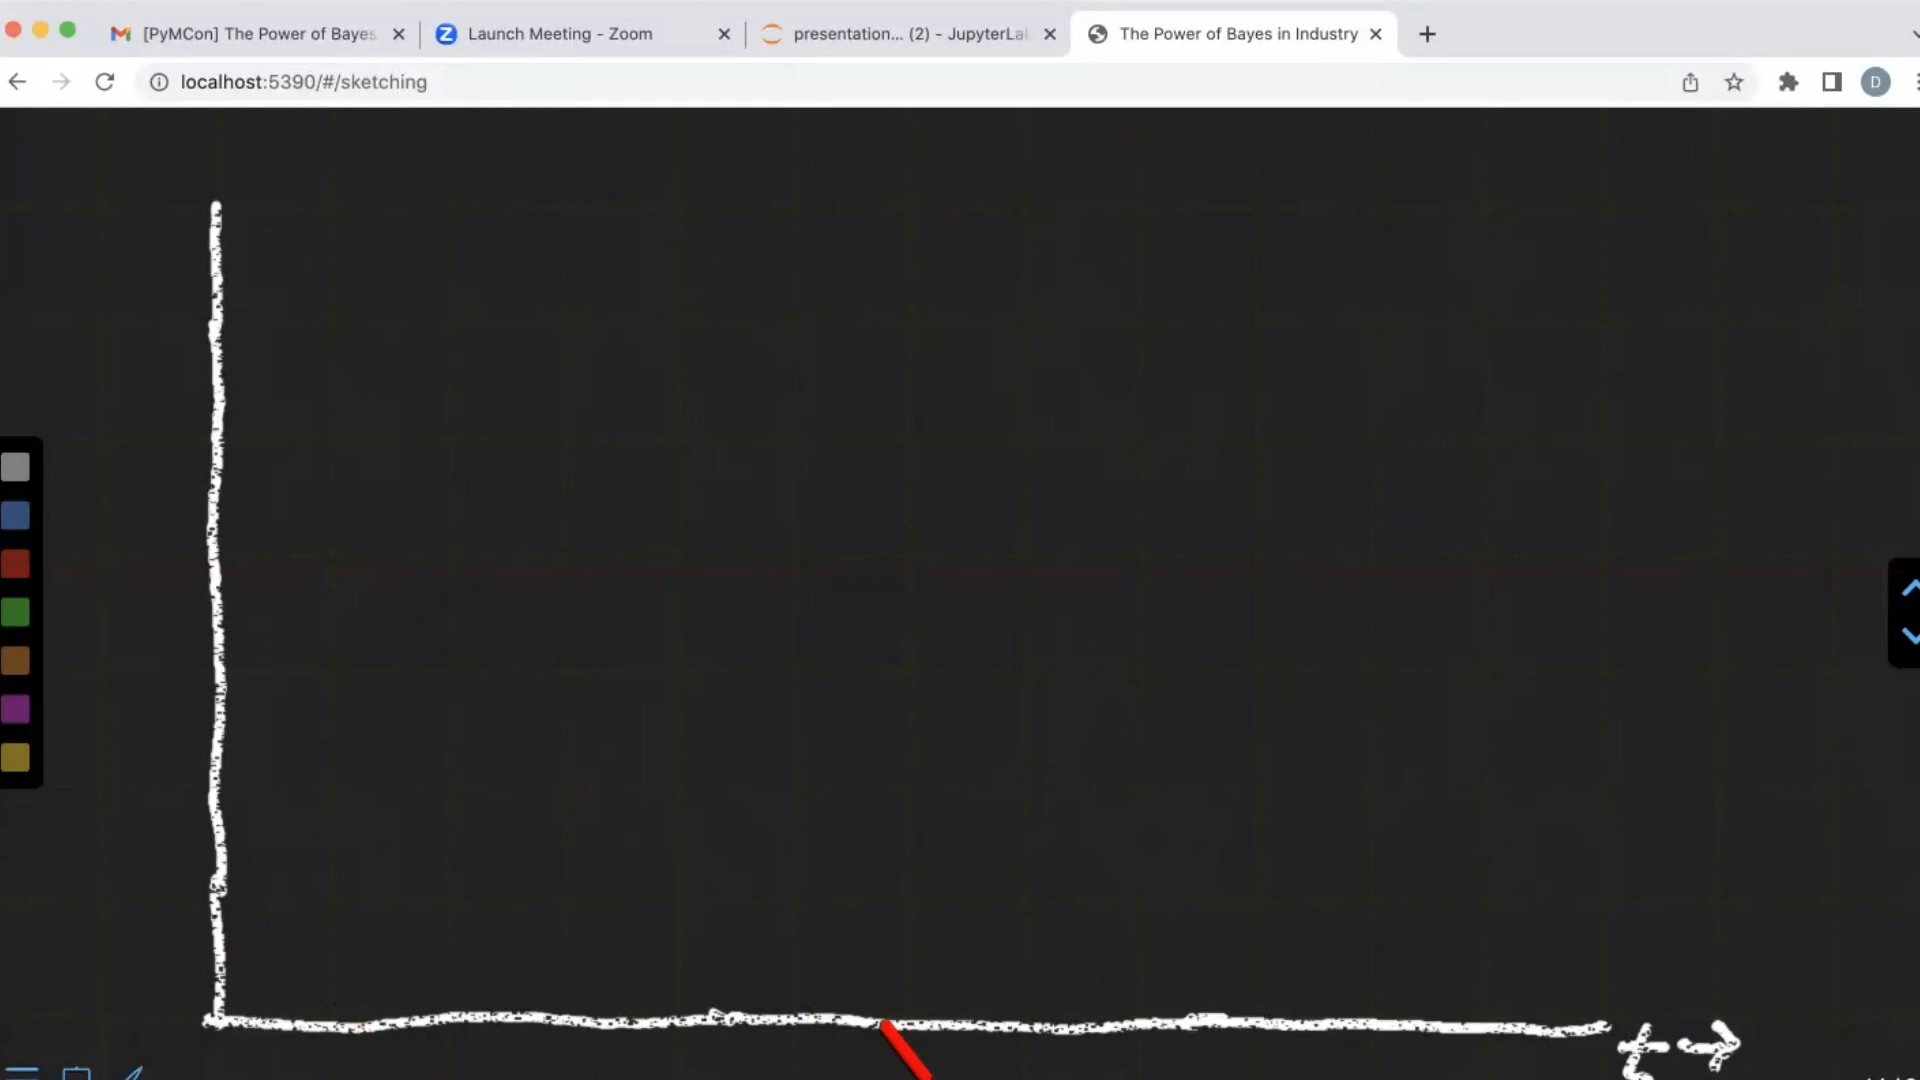 [PyMCon] The Power of Bayes
Launch Meeting - Zoom
presentation... (2) - JupyterLa
The Power of Bayes in Industry
localhost:5390/#/sketching
D
t →